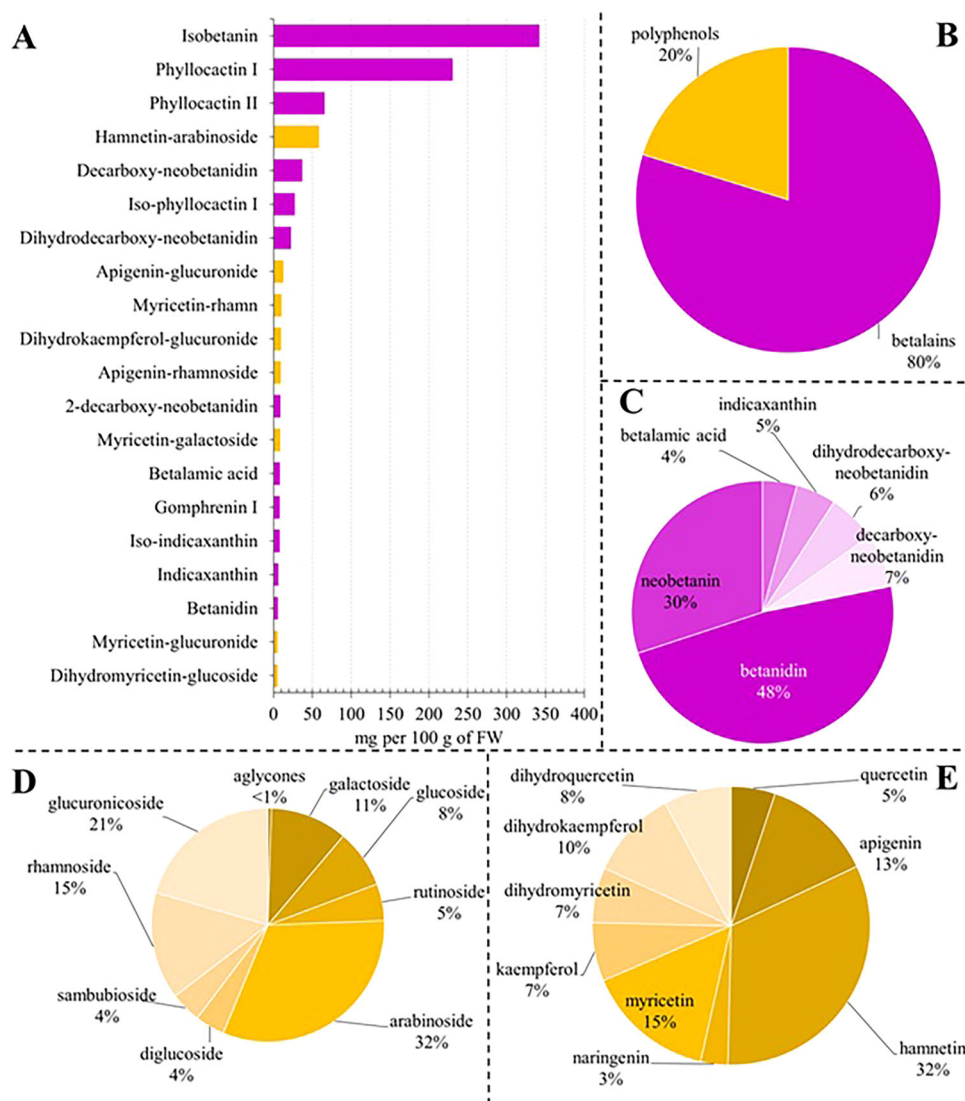 A
Isobetanin
Phyllocactin I
Phyllocactin II
Hamnetin-arabinoside
Decarboxy-neobetanidin
Iso-phyllocactin I
Dihydrodecarboxy-neobetanidin
Apigenin-glucuronide
Myricetin-rhamn
Dihydrokaempferol-glucuronide
Apigenin-rhamnoside
2-decarboxy-neobetanidin
Myricetin-galactoside
Betalamic acid
Gomphrenin I
Iso-indicaxanthin
Indicaxanthin
Betanidin
Myricetin-glucuronide
Dihydromyricetin-glucoside
0 50 100 150 200 250 300 350 400
mg per 100 g of FW
B
polyphenols
20%
betalains
80%
C
indicaxanthin
5%
betalamic acid
4%
dihydrodecarboxy-
neobetanidin
6%
decarboxy-
neobetanidin
7%
neobetanin
30%
betanidin
48%
D
aglycones
<1%
galactoside
11%
glucoside
8%
glucuronicoside
21%
rhamnoside
15%
rutinoside
5%
sambubioside
4%
diglucoside
4%
arabinoside
32%
E
dihydroquercetin
8%
quercetin
5%
dihydrokaempferol
10%
apigenin
13%
dihydromyricetin
7%
kaempferol
7%
myricetin
15%
naringenin
3%
hamnetin
32%